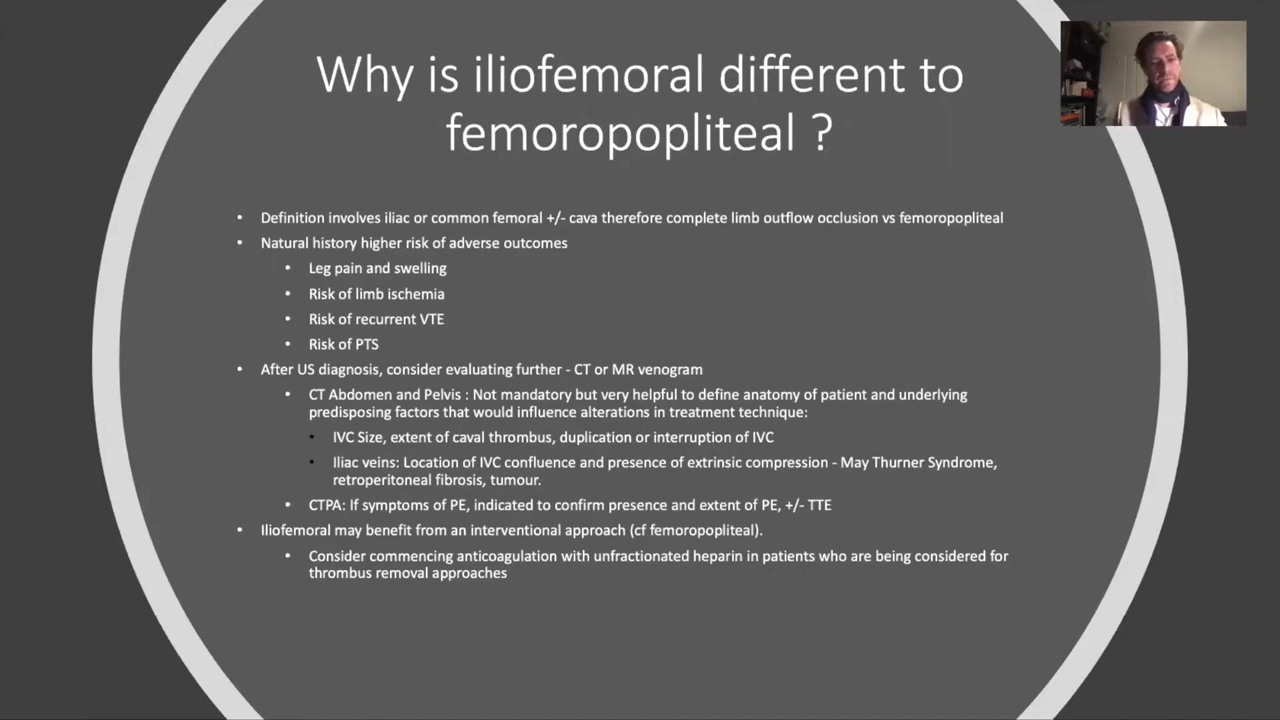 Why is iliofemoral different to
femoropopliteal ?
• Definition involves iliac or common femoral +/- cava therefore complete limb outflow occlusion vs femoropopliteal
• Natural history higher risk of adverse outcomes
• Leg pain and swelling
• Risk of limb ischemia
• Risk of recurrent VTE
• Risk of PTS
• After US diagnosis, consider evaluating further - CT or MR venogram
• CT Abdomen and Pelvis : Not mandatory but very helpful to define anatomy of patient and underlying
predisposing factors that would influence alterations in treatment technique:
• IVC Size, extent of caval thrombus, duplication or interruption of IVC
• Iliac veins: Location of IVC confluence and presence of extrinsic compression - May Thurner Syndrome,
retroperitoneal fibrosis, tumour.
• CTPA: If symptoms of PE, indicated to confirm presence and extent of PE, +/- TTE
• Iliofemoral may benefit from an interventional approach (cf femoropopliteal).
• Consider commencing anticoagulation with unfractionated heparin in patients who are being considered for
thrombus removal approaches